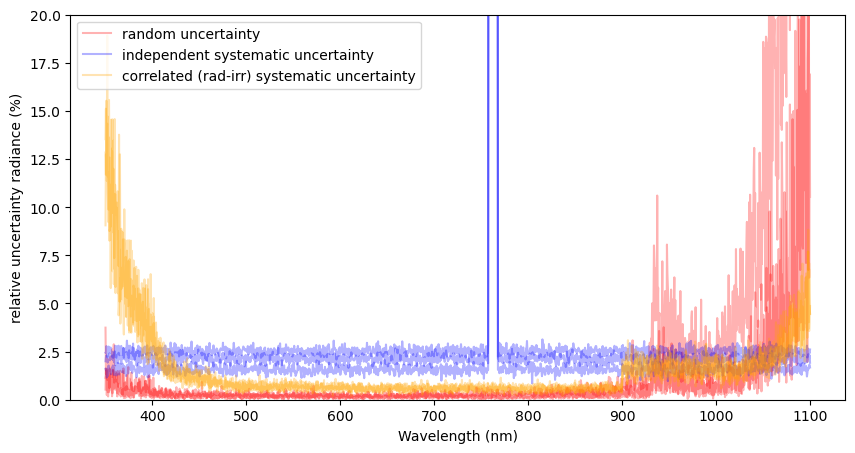 random uncertainty
independent systematic uncertainty
correlated (rad-irr) systematic uncertainty
relative uncertainty radiance (%)
20.0
17.5
15.0
12.5
10.0
7.5
5.0
2.5
0.0
400 500 600 700 800 900 1000 1100
Wavelength (nm)